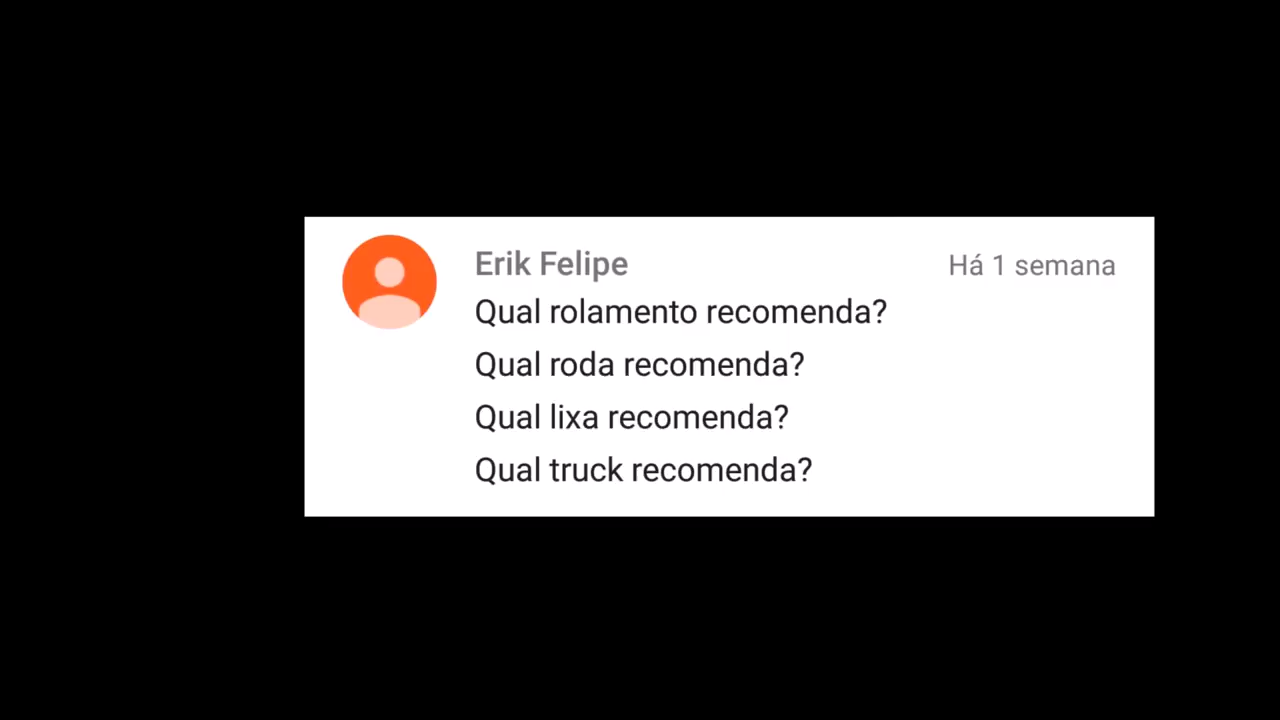 Erik Felipe Há 1 semana
Qual rolamento recomenda?
Qual roda recomenda?
Qual lixa recomenda?
Qual truck recomenda?